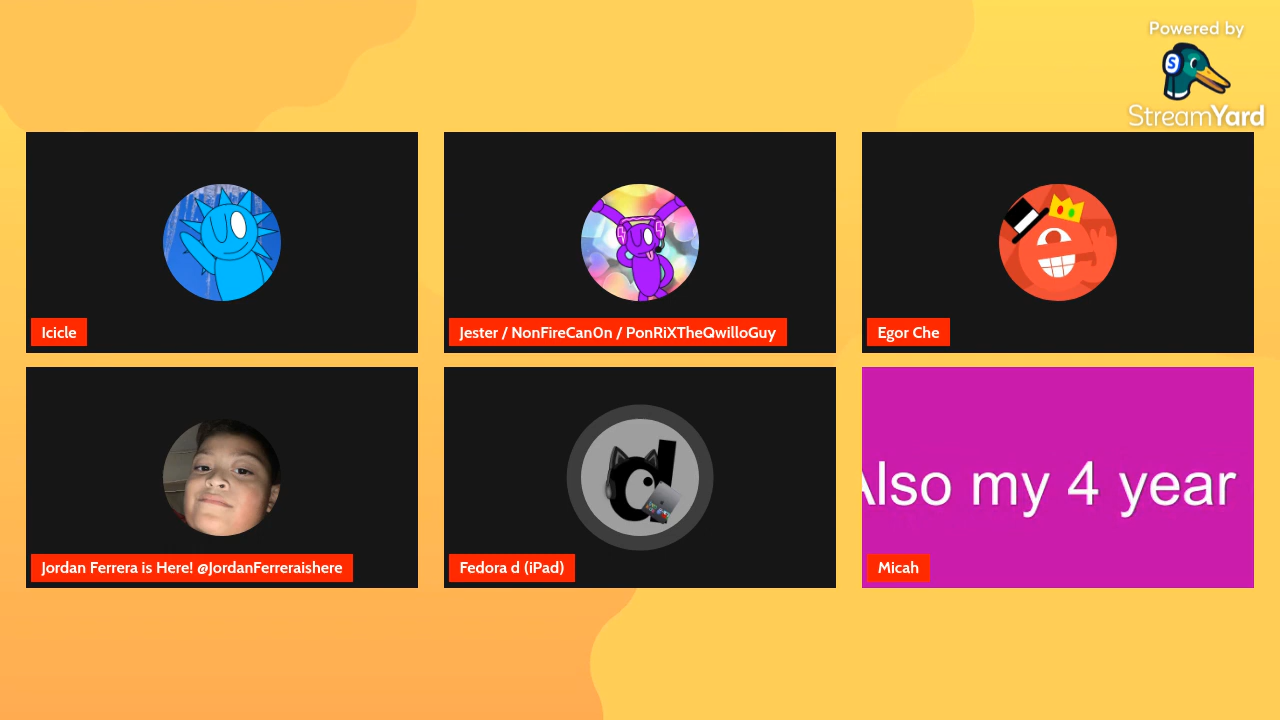 Powered by
S
StreamYard
Icicle
Jester / NonFireCan0n / PonRiXTheQwilloGuy
Egor Che
Jordan Ferrera is Here! @JordanFerreraishere
Fedora d (iPad)
Also my 4 year
Micah